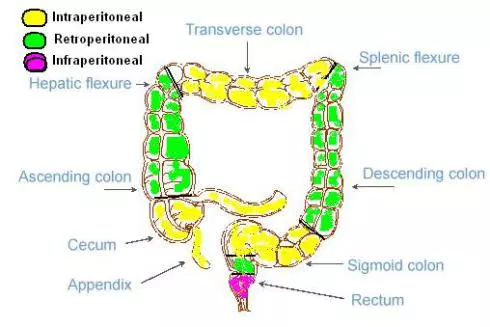 Intraperitoneal
Retroperitoneal
Infraperitoneal
Transverse colon
Splenic flexure
Hepatic flexure
Ascending colon
Descending colon
Cecum
Sigmoid colon
Appendix
Rectum